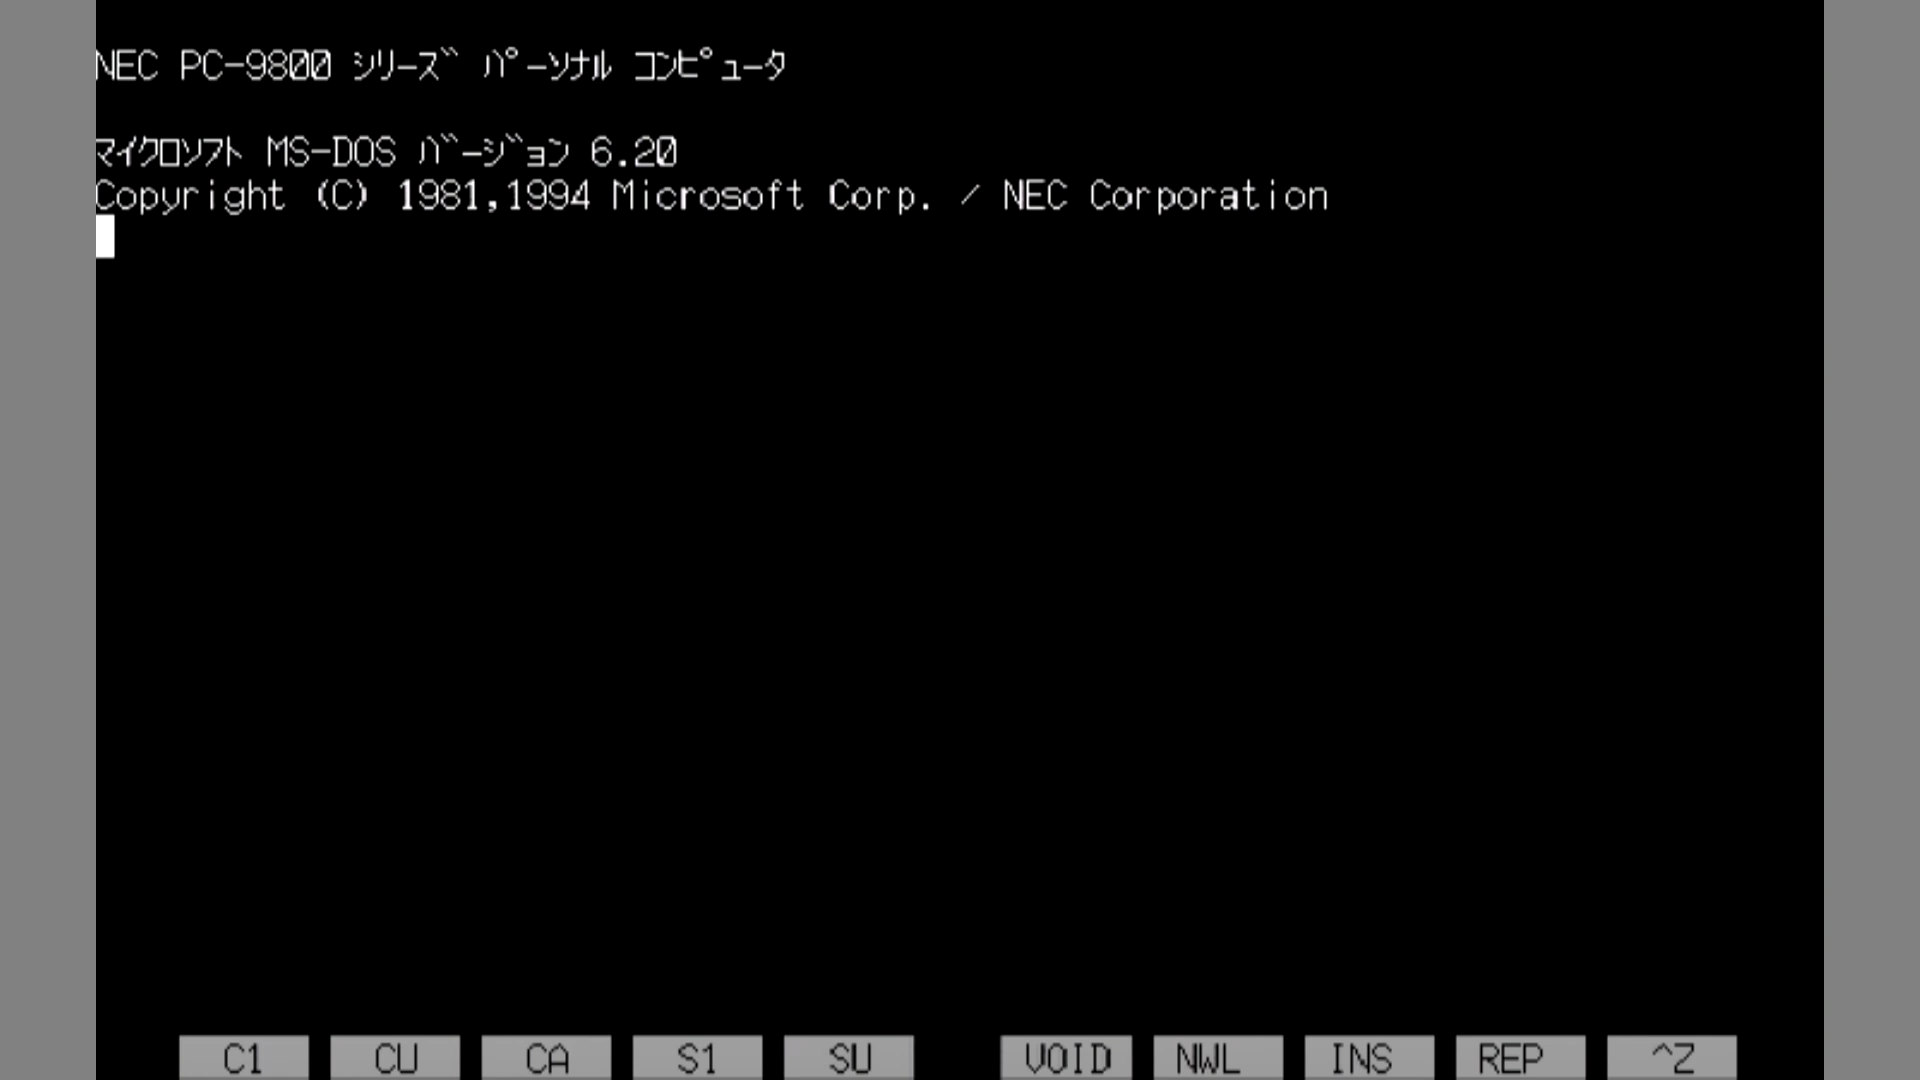 NEC PC-9800 ｼﾘｰｽﾞ ﾊﾟｰｿﾅﾙ ｺﾝﾋﾟｭｰﾀ
ﾏｲｸﾛｿﾌﾄ MS-DOS ﾊﾞｰｼﾞｮﾝ 6.20
Copyright (C) 1981,1994 Microsoft Corp. / NEC Corporation
C1 CU CA S1 SU VOID NWL INS REP ^Z